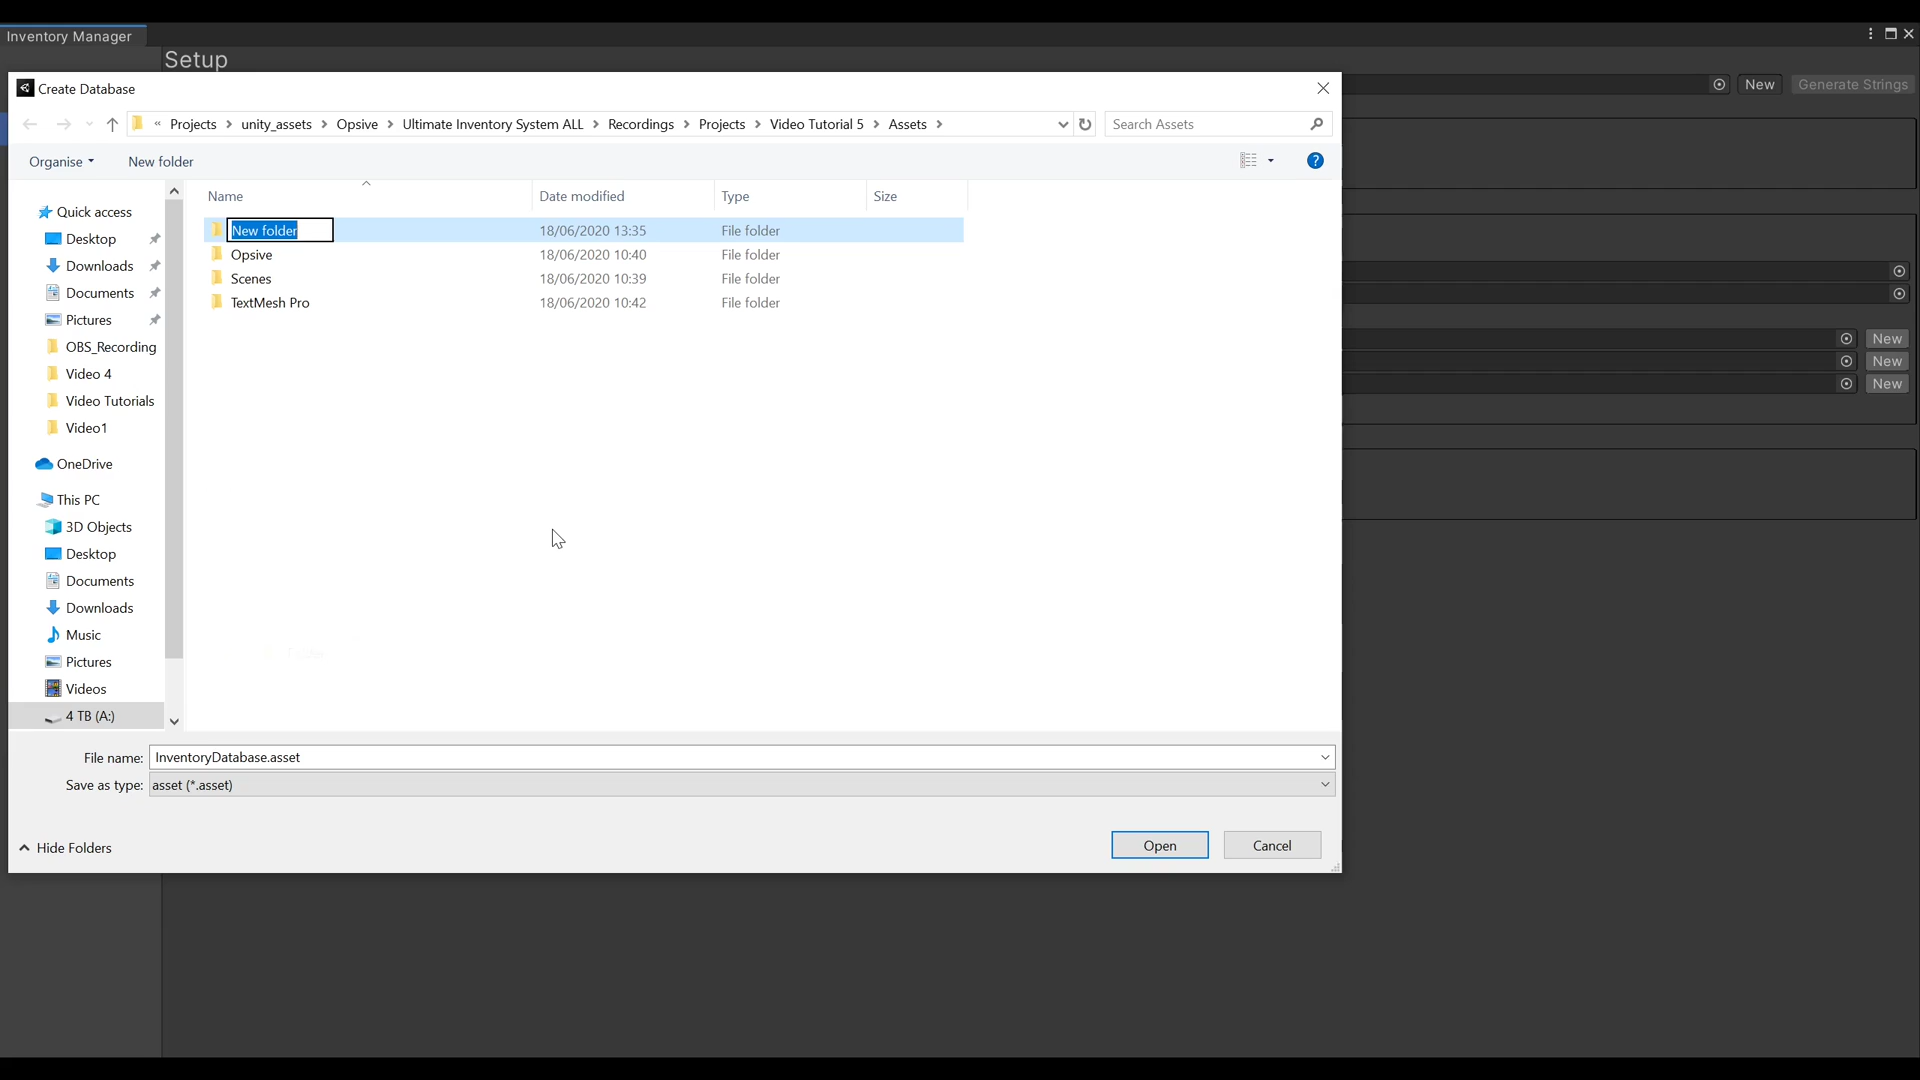 Inventory Manager
Setup
Create Database
« Projects > unity_assets > Opsive > Ultimate Inventory System ALL > Recordings > Projects > Video Tutorial 5 > Assets >
Search Assets
New
Generate Strings
Organise
New folder
?
Name
Date modified
Type
Size
Quick access
Desktop
Downloads
Documents
Pictures
OBS_Recording
Video 4
Video Tutorials
Video1
OneDrive
This PC
3D Objects
Desktop
Documents
Downloads
Music
Pictures
Videos
4 TB (A:)
New folder 18/06/2020 13:35 File folder
Opsive 18/06/2020 10:40 File folder
Scenes 18/06/2020 10:39 File folder
TextMesh Pro 18/06/2020 10:42 File folder
New
New
New
File name: InventoryDatabase.asset
Save as type: asset (*.asset)
Hide Folders
Open
Cancel